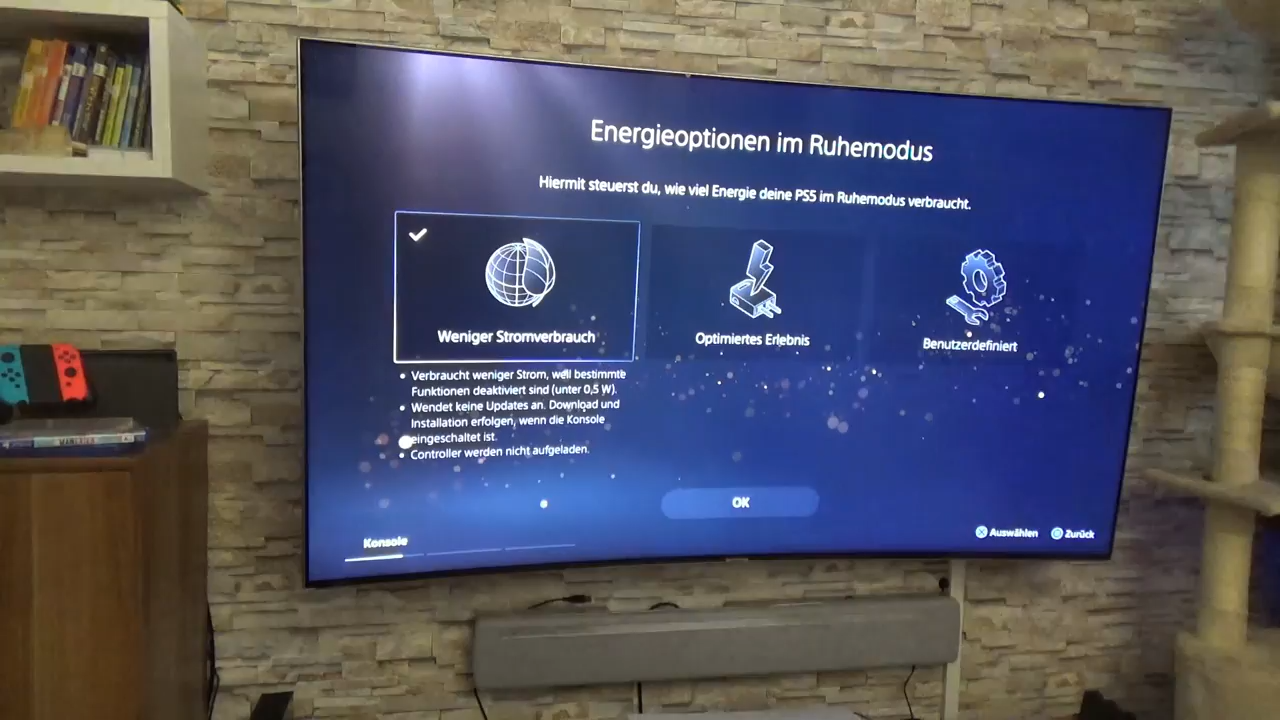 Energieoptionen im Ruhemodus
Hiermit steuerst du, wie viel Energie deine PS5 im Ruhemodus verbraucht.
Weniger Stromverbrauch
Optimiertes Erlebnis
Benutzerdefiniert
• Verbraucht weniger Strom, weil bestimmte
Funktionen deaktiviert sind (unter 0,5 W).
• Wendet keine Updates an. Download und
Installation erfolgen, wenn die Konsole
eingeschaltet ist.
• Controller werden nicht aufgeladen.
OK
Konsole
Auswählen
Zurück